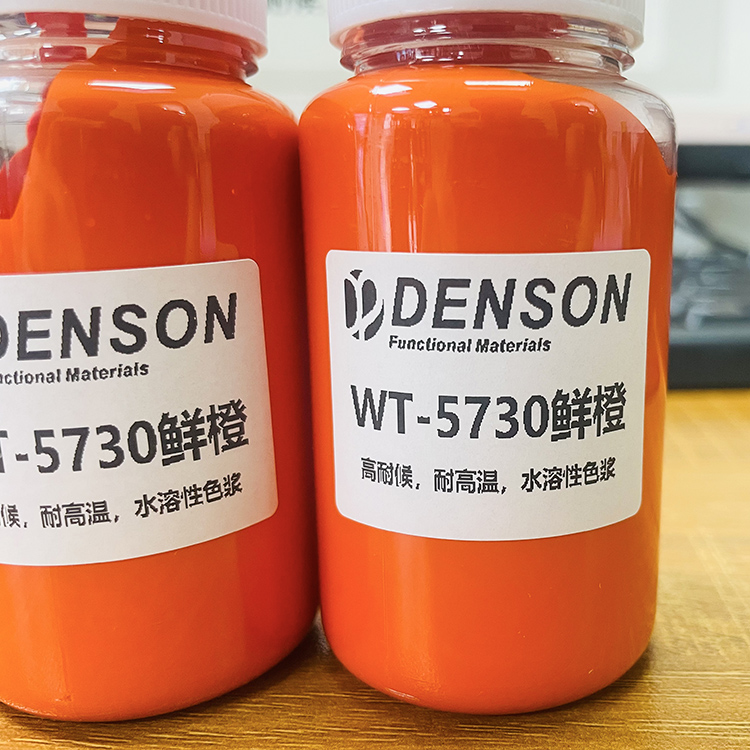 DENSON
Functional Materials
T-5730鲜橙
候，耐高温，水溶性色浆
DENSON
Functional Materials
WT-5730鲜橙
高耐候，耐高温，水溶性色浆